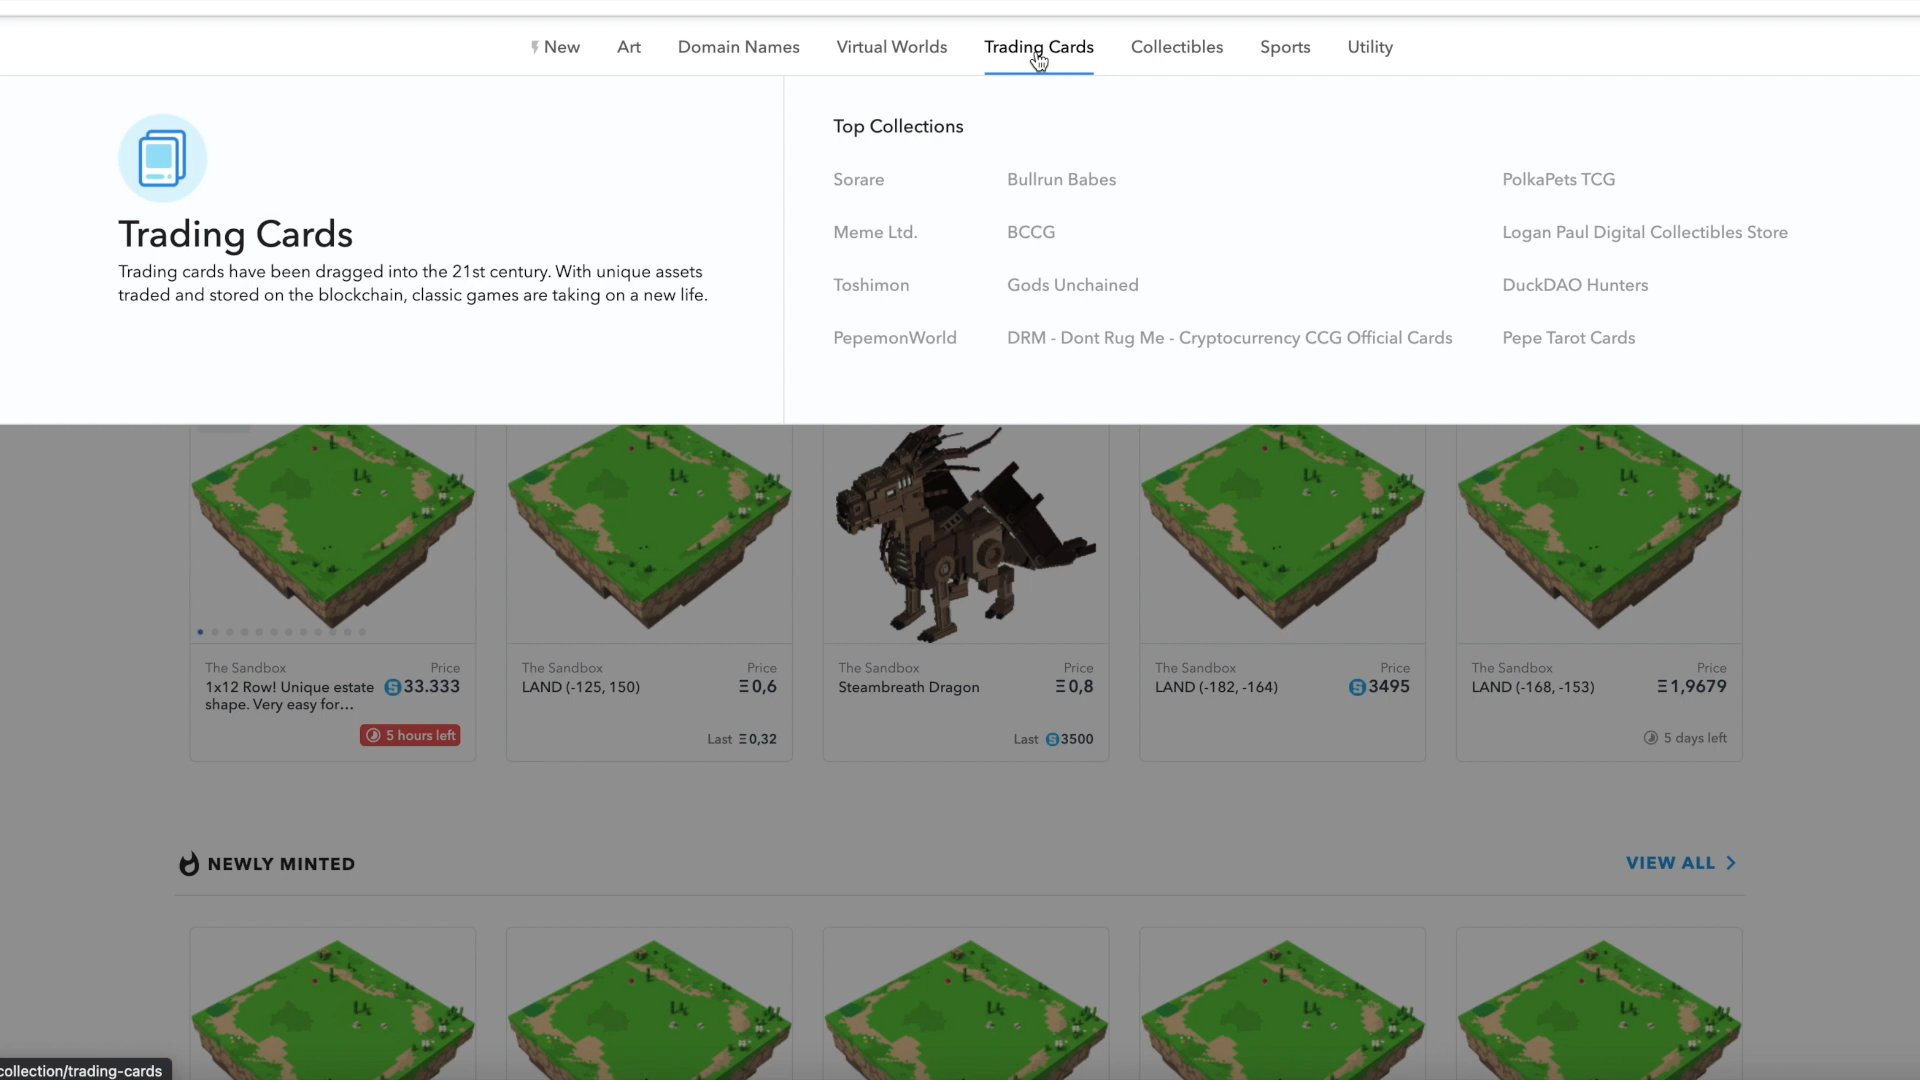 New Art Domain Names Virtual Worlds Trading Cards Collectibles Sports Utility
Trading Cards
Trading cards have been dragged into the 21st century. With unique assets
traded and stored on the blockchain, classic games are taking on a new life.
Top Collections
Sorare Bullrun Babes PolkaPets TCG
Meme Ltd. BCCG Logan Paul Digital Collectibles Store
Toshimon Gods Unchained DuckDAO Hunters
PepemonWorld DRM - Dont Rug Me - Cryptocurrency CCG Official Cards Pepe Tarot Cards
The Sandbox Price
1x12 Row! Unique estate 33.333
shape. Very easy for...
5 hours left
The Sandbox Price
LAND (-125, 150) Ξ0,6
Last Ξ0,32
The Sandbox Price
Steambreath Dragon Ξ0,8
Last 3500
The Sandbox Price
LAND (-182, -164) 3495
The Sandbox Price
LAND (-168, -153) Ξ1,9679
5 days left
NEWLY MINTED VIEW ALL >
collection/trading-cards